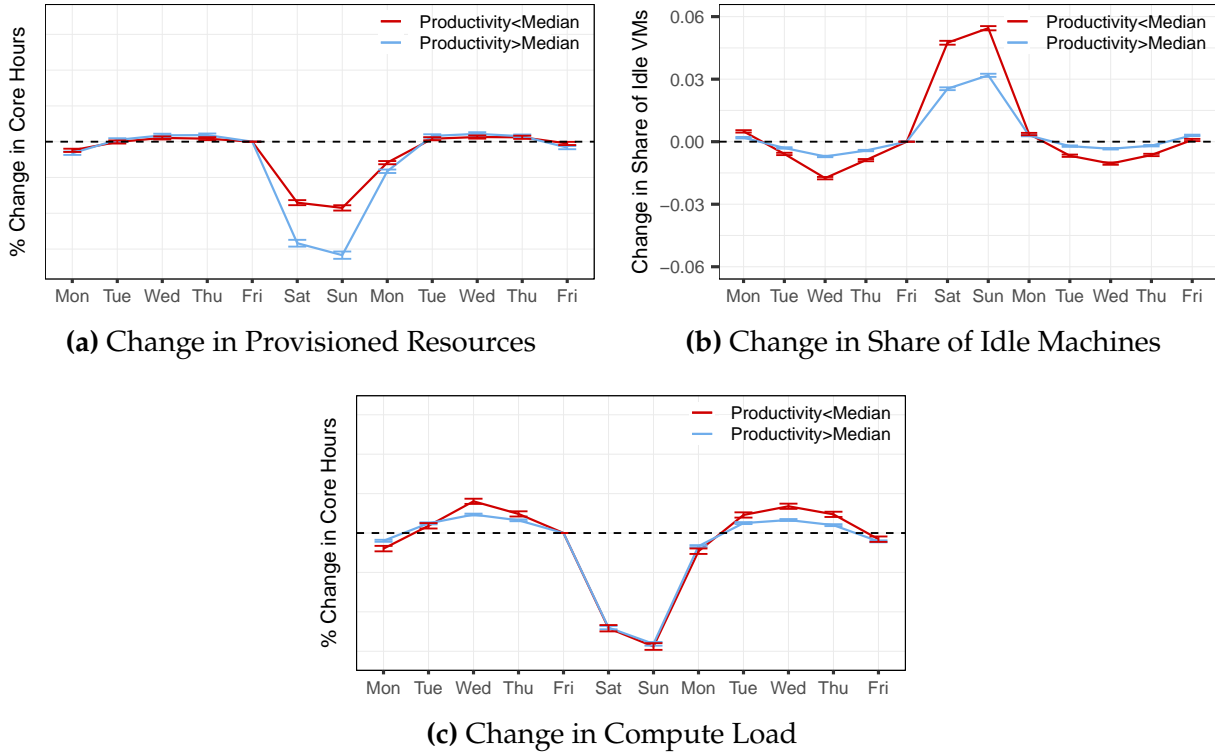 % Change in Core Hours
Productivity<Median
Productivity>Median
Mon Tue Wed Thu Fri Sat Sun Mon Tue Wed Thu Fri
(a) Change in Provisioned Resources
Change in Share of Idle VMs
0.06
0.03
0.00
−0.03
−0.06
Productivity<Median
Productivity>Median
Mon Tue Wed Thu Fri Sat Sun Mon Tue Wed Thu Fri
(b) Change in Share of Idle Machines
% Change in Core Hours
Productivity<Median
Productivity>Median
Mon Tue Wed Thu Fri Sat Sun Mon Tue Wed Thu Fri
(c) Change in Compute Load